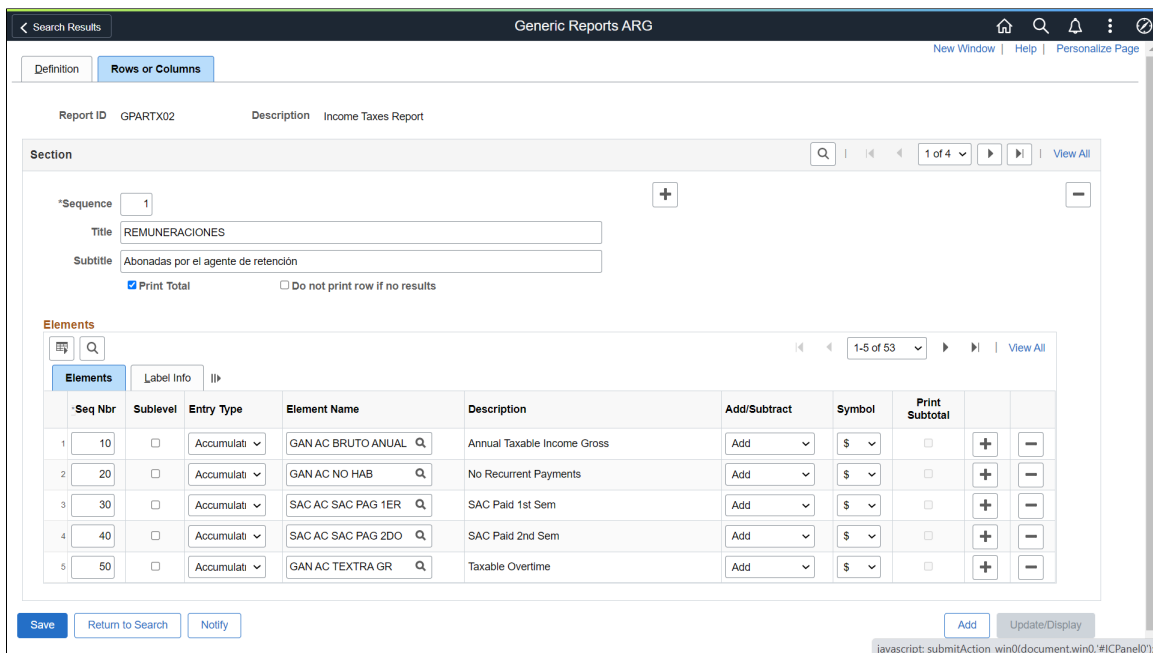 Search Results
Generic Reports ARG
New Window | Help | Personalize Page
Definition
Rows or Columns
Report ID GPARTX02 Description Income Taxes Report
Section
1 of 4
View All
*Sequence 1
Title REMUNERACIONES
Subtitle Abonadas por el agente de retención
Print Total
Do not print row if no results
Elements
1-5 of 53
View All
Elements
Label Info
*Seq Nbr Sublevel Entry Type Element Name Description Add/Subtract Symbol Print Subtotal
1 10 Accumulat GAN AC BRUTO ANUAL Annual Taxable Income Gross Add $
2 20 Accumulat GAN AC NO HAB No Recurrent Payments Add $
3 30 Accumulat SAC AC SAC PAG 1ER SAC Paid 1st Sem Add $
4 40 Accumulat SAC AC SAC PAG 2DO SAC Paid 2nd Sem Add $
5 50 Accumulat GAN AC TEXTRA GR Taxable Overtime Add $
Save
Return to Search
Notify
Add
Update/Display
javascript: submitAction_win0(document.win0,'#ICPanel0');